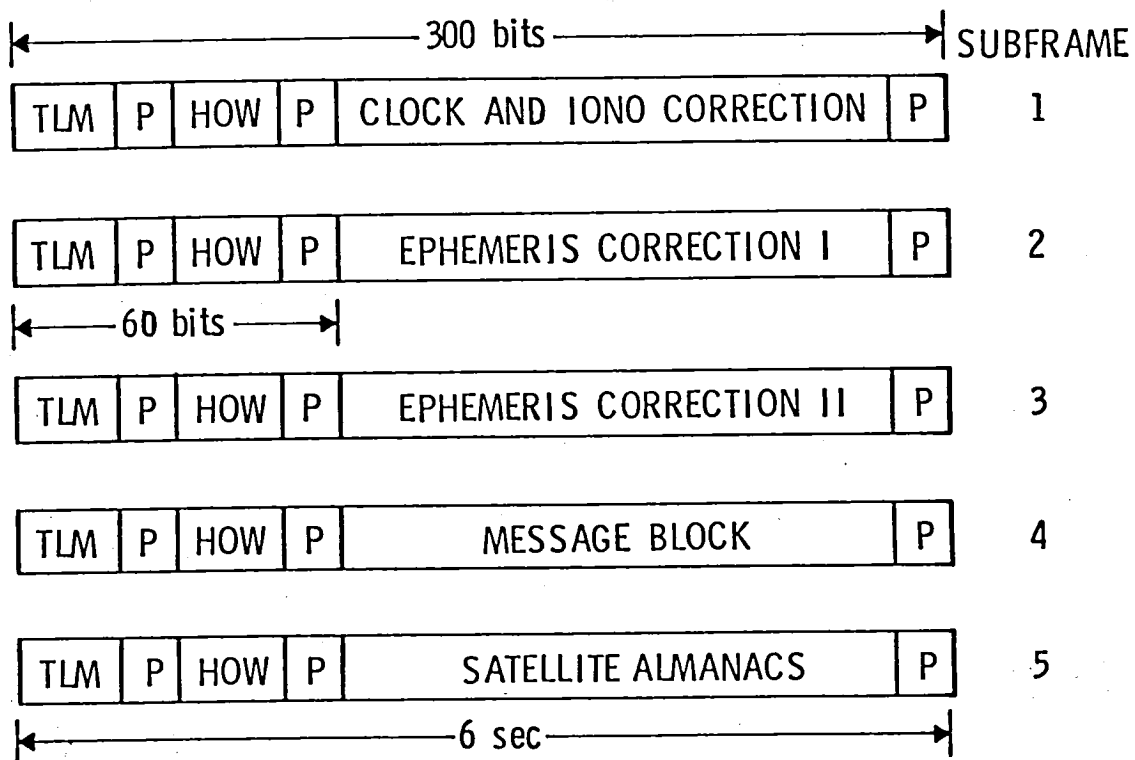 300 bits
SUBFRAME
TLM P HOW P CLOCK AND IONO CORRECTION P 1
TLM P HOW P EPHEMERIS CORRECTION I P 2
60 bits
TLM P HOW P EPHEMERIS CORRECTION II P 3
TLM P HOW P MESSAGE BLOCK P 4
TLM P HOW P SATELLITE ALMANACS P 5
6 sec